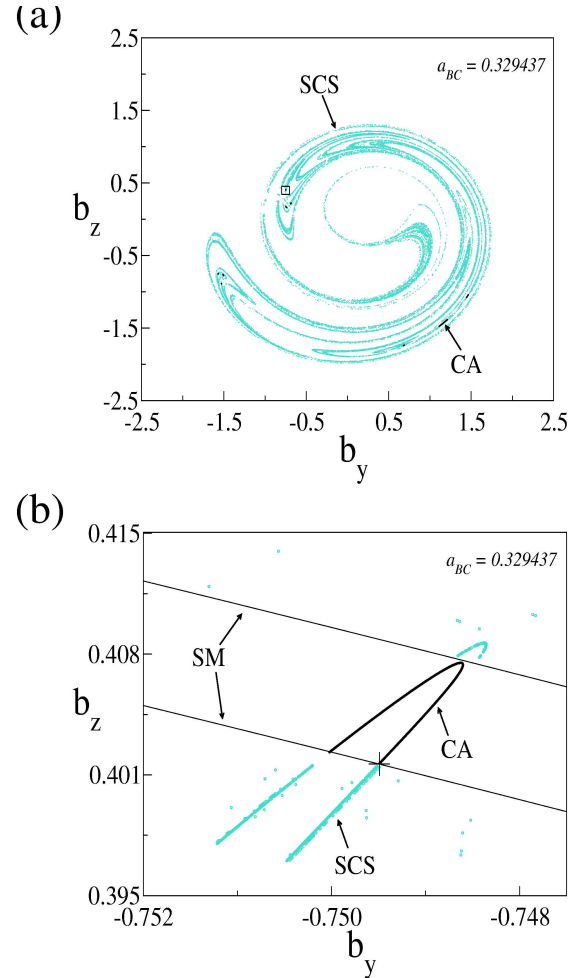 (a)
2.5
1.5
0.5
-0.5
-1.5
-2.5
b_z
a_BC = 0.329437
SCS
CA
-2.5 -1.5 -0.5 0.5 1.5 2.5
b_y
(b)
0.415
0.408
0.401
0.395
b_z
a_BC = 0.329437
SM
CA
SCS
-0.752 -0.750 -0.748
b_y